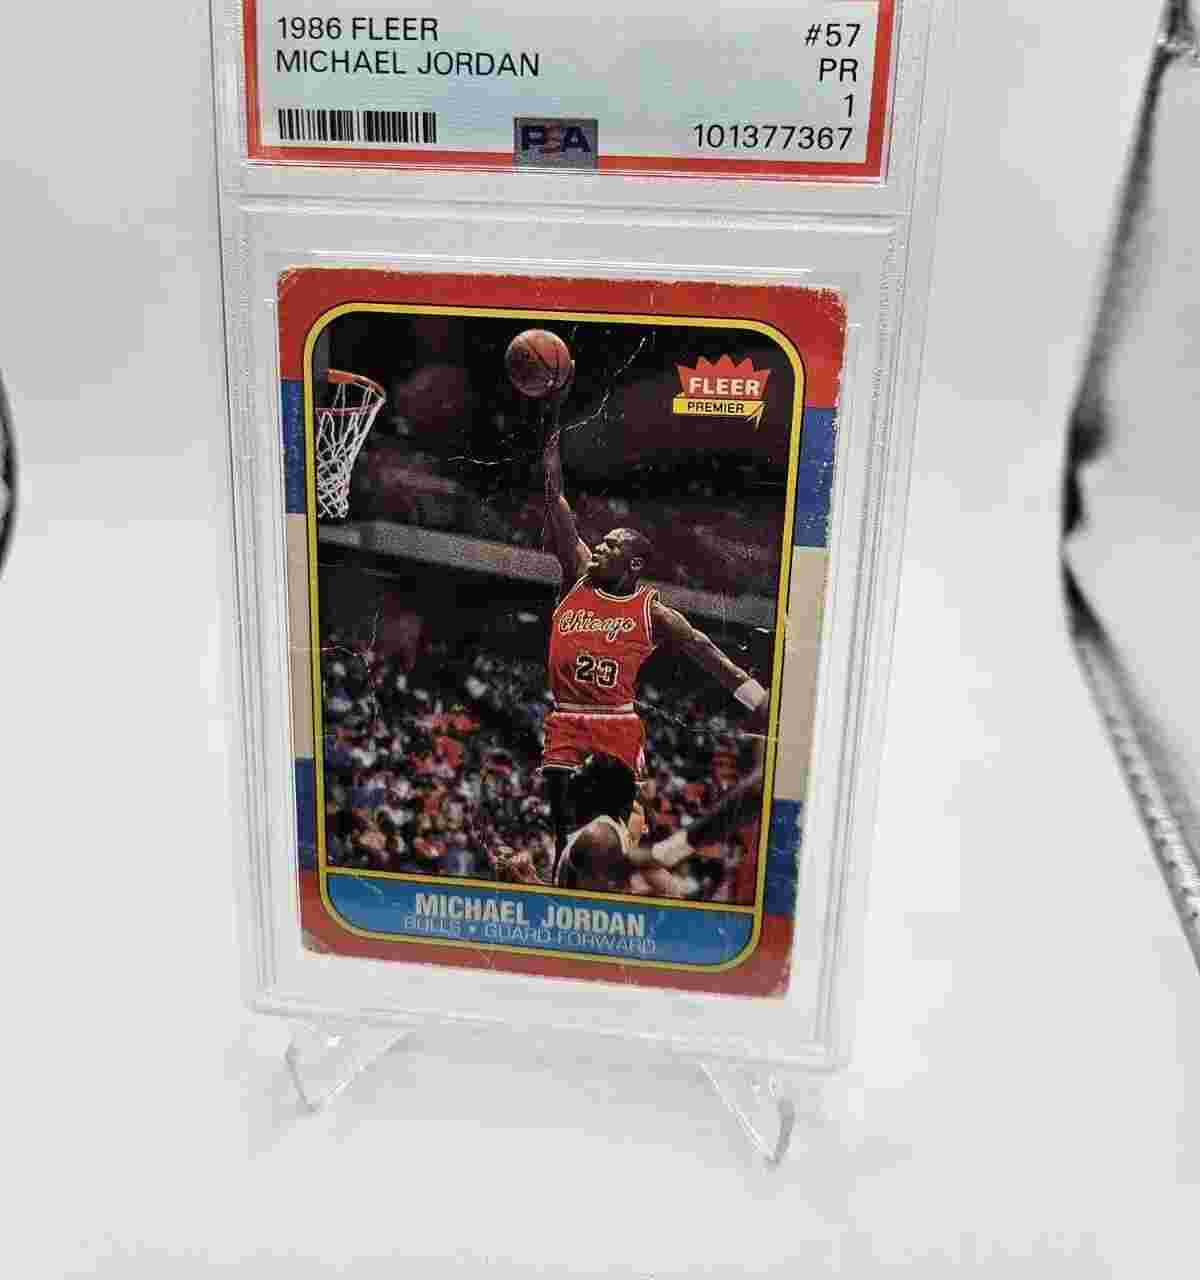 1986 FLEER
#57
MICHAEL JORDAN
PR
1
PSA
101377367
FLEER
PREMIER
Chicago
23
MICHAEL JORDAN
BULLS • GUARD-FORWARD